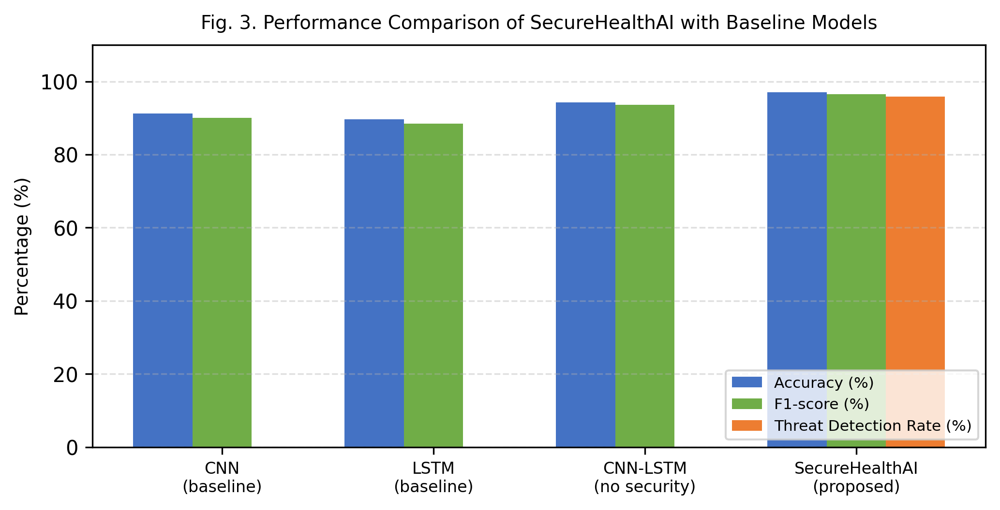 Fig. 3. Performance Comparison of SecureHealthAI with Baseline Models
Percentage (%)
100
80
60
40
20
0
Accuracy (%)
F1-score (%)
Threat Detection Rate (%)
CNN
(baseline)
LSTM
(baseline)
CNN-LSTM
(no security)
SecureHealthAI
(proposed)